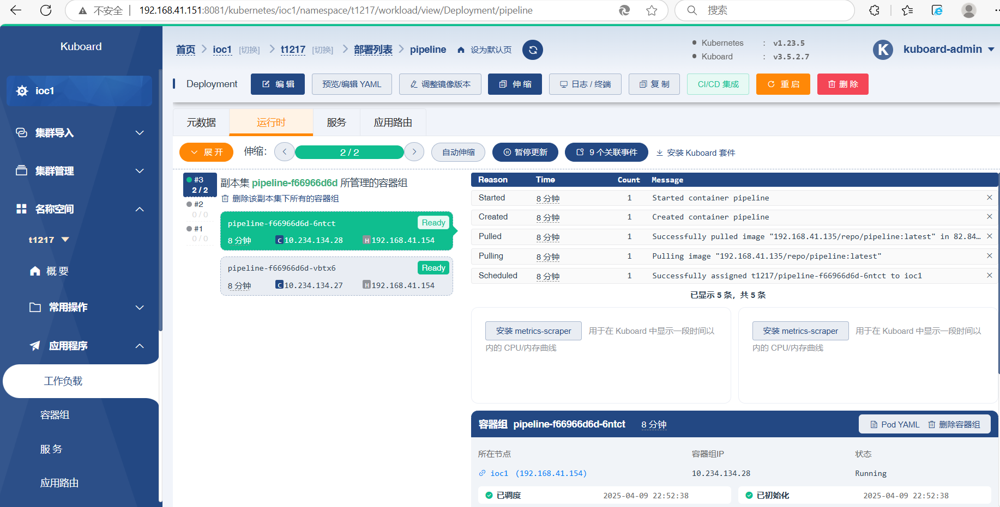 不安全 192.168.41.151:8081/kubernetes/ioc1/namespace/t1217/workload/view/Deployment/pipeline 搜索
Kuboard
ioc1
集群导入
集群管理
名称空间
t1217
概要
常用操作
应用程序
工作负载
容器组
服务
应用路由
首页 ioc1 [切换] t1217 [切换] 部署列表 pipeline 设为默认页
Kubernetes : v1.23.5
Kuboard : v3.5.2.7
K kuboard-admin
Deployment 编辑 预览/编辑 YAML 调整镜像版本 伸缩 日志 / 终端 复制 CI/CD 集成 重启 删除
元数据 运行时 服务 应用路由
展开 伸缩: 2 / 2 自动伸缩 暂停更新 9 个关联事件 安装 Kuboard 套件
#3
2 / 2
#2
0 / 0
#1
0 / 0
副本集 pipeline-f66966d6d 所管理的容器组
删除该副本集下所有的容器组
pipeline-f66966d6d-6ntct Ready
8 分钟 C 10.234.134.28 H 192.168.41.154
pipeline-f66966d6d-vbtx6 Ready
8 分钟 C 10.234.134.27 H 192.168.41.154
Reason Time Count Message
Started 8 分钟 1 Started container pipeline
Created 8 分钟 1 Created container pipeline
Pulled 8 分钟 1 Successfully pulled image "192.168.41.135/repo/pipeline:latest" in 82.84...
Pulling 8 分钟 1 Pulling image "192.168.41.135/repo/pipeline:latest"
Scheduled 8 分钟 1 Successfully assigned t1217/pipeline-f66966d6d-6ntct to ioc1
已显示 5 条，共 5 条
安装 metrics-scraper 用于在 Kuboard 中显示一段时间以
内的 CPU/内存曲线
安装 metrics-scraper 用于在 Kuboard 中显示一段时间以
内的 CPU/内存曲线
容器组 pipeline-f66966d6d-6ntct 8 分钟 Pod YAML 删除容器组
所在节点 容器组IP 状态
ioc1 (192.168.41.154) 10.234.134.28 Running
已调度 2025-04-09 22:52:38 已初始化 2025-04-09 22:52:38